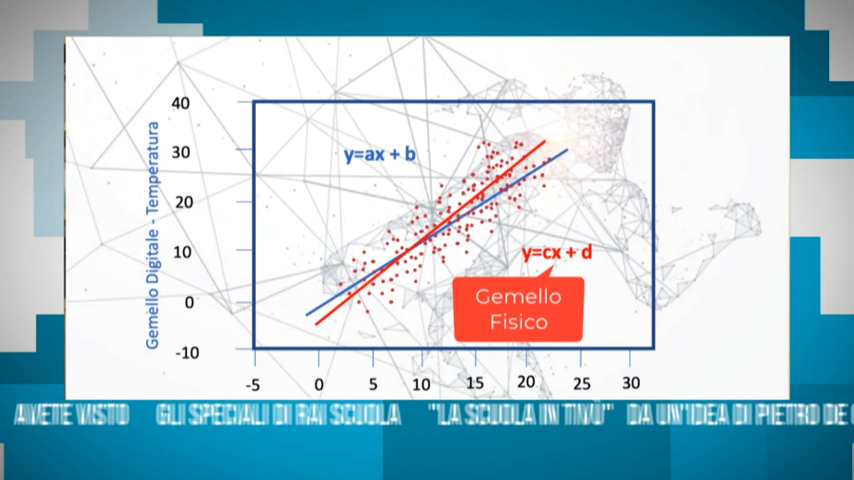 40
30
20
10
0
-10
Gemello Digitale - Temperatura
y=ax + b
y=cx + d
Gemello
Fisico
-5 0 5 10 15 20 25 30
AVETE VISTO GLI SPECIALI DI RAI SCUOLA "LA SCUOLA IN TIVÙ" DA UN'IDEA DI PIETRO DE